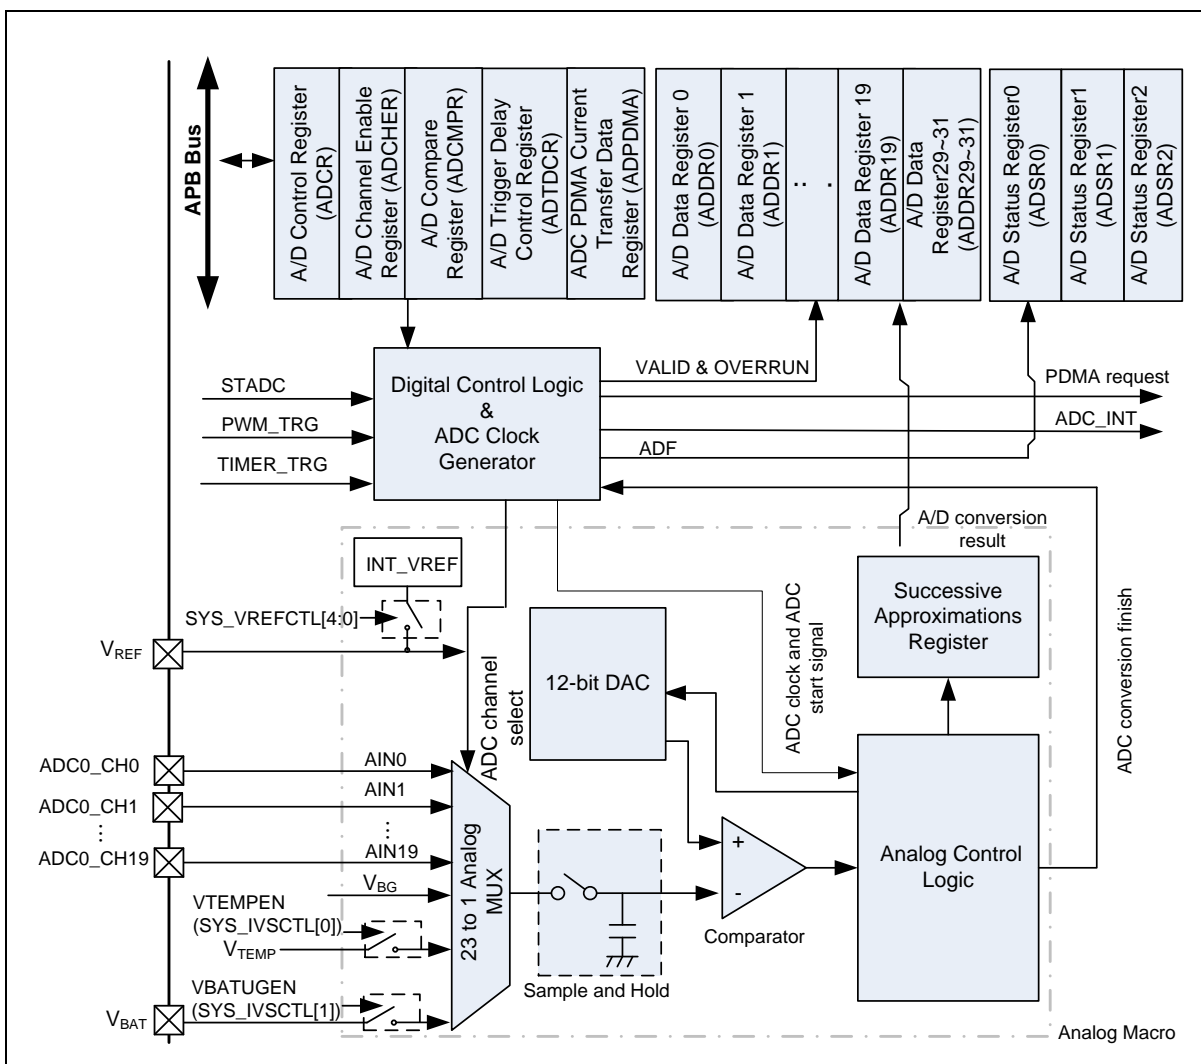 APB Bus
A/D Control Register
(ADCR)
A/D Channel Enable
Register (ADCHER)
A/D Compare
Register (ADCMPR)
A/D Trigger Delay
Control Register
(ADTDCR)
ADC PDMA Current
Transfer Data
Register (ADPDMA)
A/D Data Register 0
(ADDR0)
A/D Data Register 1
(ADDR1)
.. .
A/D Data Register 19
(ADDR19)
A/D Data
Register29~31
(ADDR29~31)
A/D Status Register0
(ADSR0)
A/D Status Register1
(ADSR1)
A/D Status Register2
(ADSR2)
STADC
PWM_TRG
TIMER_TRG
Digital Control Logic
&
ADC Clock
Generator
VALID & OVERRUN
PDMA request
ADC_INT
ADF
A/D conversion
result
INT_VREF
SYS_VREFCTL[4:0]
VREF
ADC channel
select
12-bit DAC
ADC clock and ADC
start signal
Successive
Approximations
Register
ADC conversion finish
ADC0_CH0
AIN0
ADC0_CH1
AIN1
...
...
ADC0_CH19
AIN19
VBG
VTEMPEN
(SYS_IVSCTL[0])
VTEMP
VBATUGEN
(SYS_IVSCTL[1])
VBAT
23 to 1 Analog
MUX
Sample and Hold
+
-
Comparator
Analog Control
Logic
Analog Macro